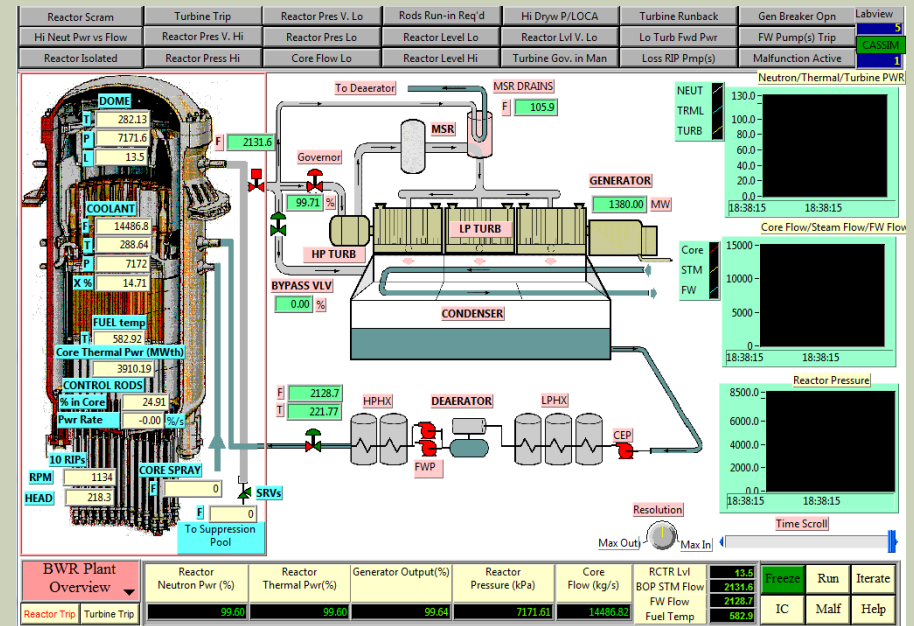 Reactor Scram
Turbine Trip
Reactor Pres V. Lo
Rods Run-in Req'd
Hi Dryw P/LOCA
Turbine Runback
Gen Breaker Opn
Labview
5
Hi Neut Pwr vs Flow
Reactor Pres V. Hi
Reactor Pres Lo
Reactor Level Lo
Reactor Lvl V. Lo
Lo Turb Fwd Pwr
FW Pump(s) Trip
CASSIM
Reactor Isolated
Reactor Press Hi
Core Flow Lo
Reactor Level Hi
Turbine Gov. in Man
Loss RIP Pmp(s)
Malfunction Active
1
DOME
T 282.13
P 7171.6
L 13.5
COOLANT
F 14486.8
T 288.64
P 7172
X % 14.71
FUEL temp
T 582.92
Core Thermal Pwr (MWth)
3910.19
CONTROL RODS
% in Core 24.91
Pwr Rate -0.00 %/s
10 RIPs
RPM 1134
HEAD 218.3
CORE SPRAY
F 0
SRVs
F 0
To Suppression
Pool
F 2131.6
To Deaerator
MSR DRAINS
F 105.9
MSR
Governor
99.71 %
GENERATOR
1380.00 MW
LP TURB
HP TURB
BYPASS VLV
0.00 %
CONDENSER
F 2128.7
T 221.77
HPHX
DEAERATOR
LPHX
FWP
CEP
Resolution
Max Out
Max In
Neutron/Thermal/Turbine PWR
NEUT
TRML
TURB
130.0
100.0
80.0
60.0
40.0
20.0
0.0
18:38:15 18:38:15
Core Flow/Steam Flow/FW Flow
Core
STM
FW
15000
10000
5000
0
18:38:15 18:38:15
Reactor Pressure
8500.0
6000.0
4000.0
2000.0
0.0
18:38:15 18:38:15
Time Scroll
BWR Plant
Overview
Reactor Trip
Turbine Trip
Reactor
Neutron Pwr (%)
99.60
Reactor
Thermal Pwr(%)
99.60
Generator Output(%)
99.64
Reactor
Pressure (kPa)
7171.61
Core
Flow (kg/s)
14486.82
RCTR Lvl 13.5
BOP STM Flow 2131.6
FW Flow 2128.7
Fuel Temp 582.9
Freeze
Run
Iterate
IC
Malf
Help